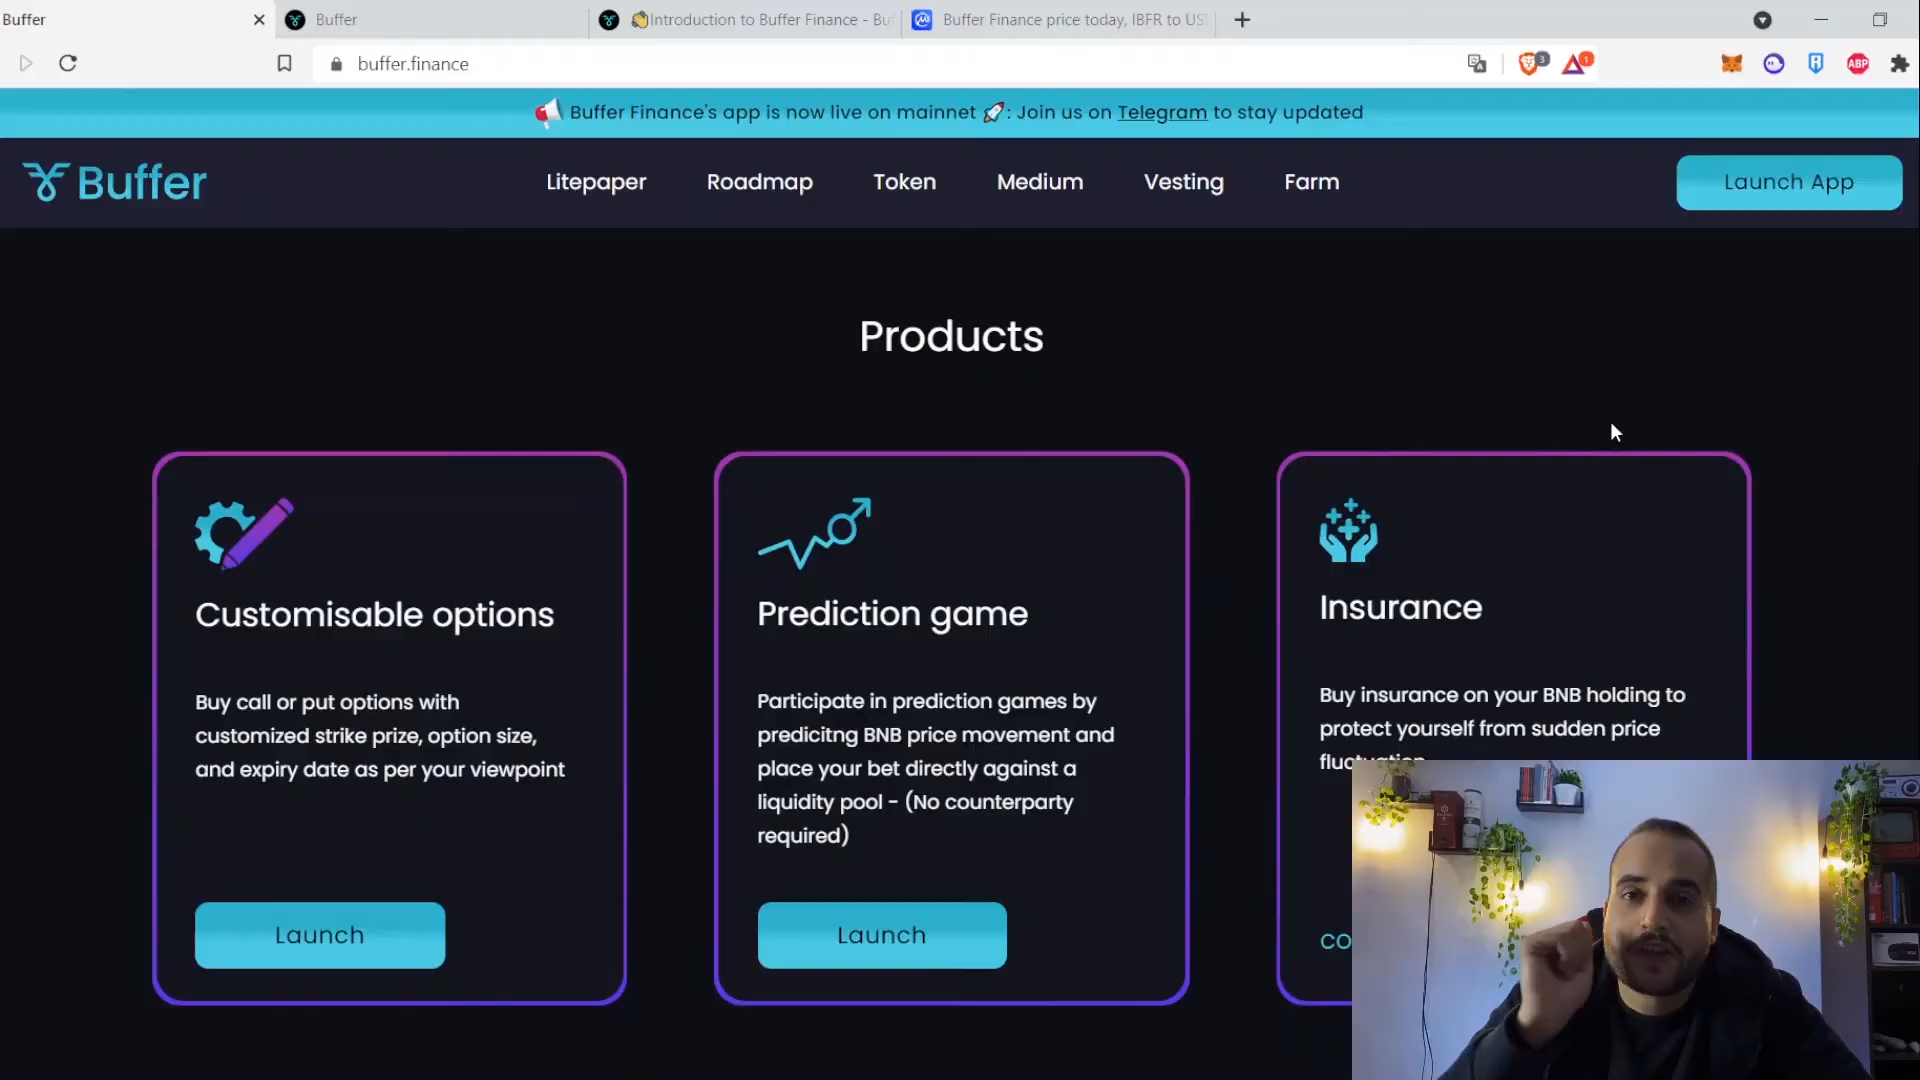 Buffer
Buffer
Introduction to Buffer Finance - Bu
Buffer Finance price today, IBFR to US
buffer.finance
3
1
ABP
Buffer Finance's app is now live on mainnet 🚀: Join us on Telegram to stay updated
Buffer
Litepaper
Roadmap
Token
Medium
Vesting
Farm
Launch App
Products
Customisable options
Buy call or put options with
customized strike prize, option size,
and expiry date as per your viewpoint
Launch
Prediction game
Participate in prediction games by
predicitng BNB price movement and
place your bet directly against a
liquidity pool - (No counterparty
required)
Launch
Insurance
Buy insurance on your BNB holding to
protect yourself from sudden price
fluctuation
CO